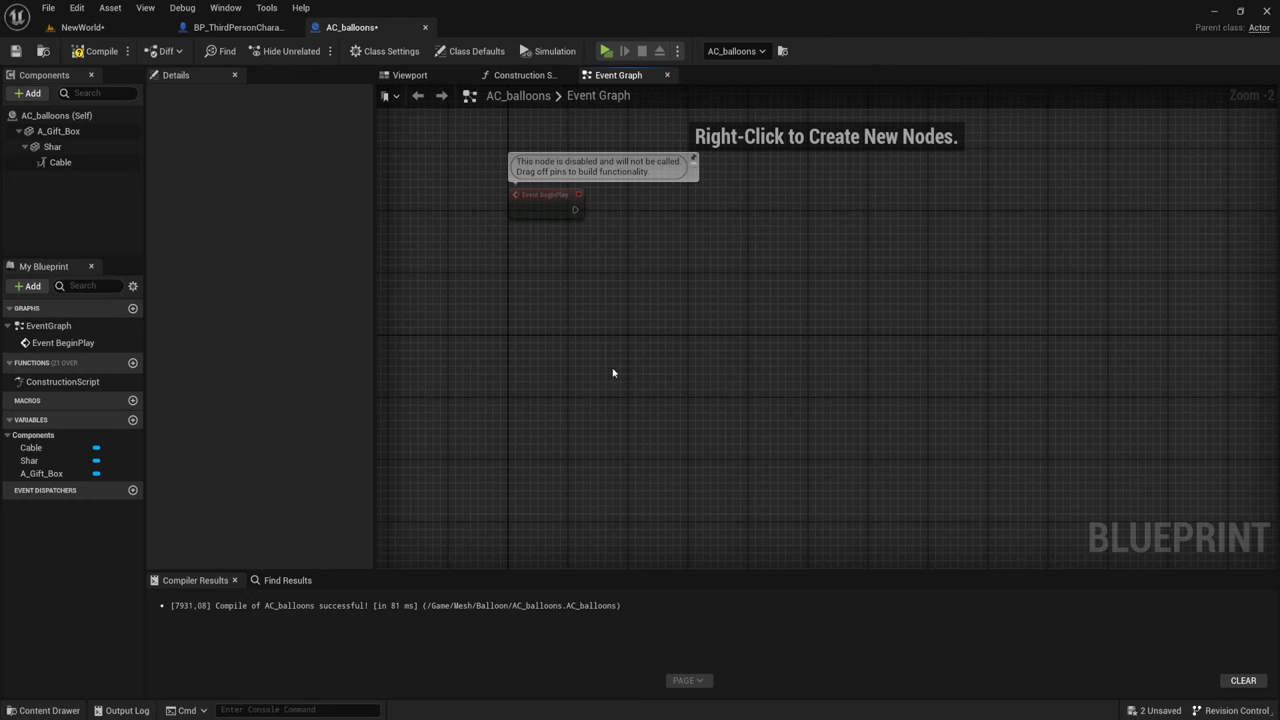 File Edit Asset View Debug Window Tools Help
NewWorld* BP_ThirdPersonChara... AC_balloons*
Parent class: Actor
Compile Diff Find Hide Unrelated Class Settings Class Defaults Simulation AC_balloons
Components Details Viewport Construction S... Event Graph
Add Search
AC_balloons > Event Graph
Zoom -2
AC_balloons (Self)
A_Gift_Box
Shar
Cable
Right-Click to Create New Nodes.
This node is disabled and will not be called.
Drag off pins to build functionality.
Event BeginPlay
My Blueprint
Add Search
GRAPHS
EventGraph
Event BeginPlay
FUNCTIONS (21 OVER
ConstructionScript
MACROS
VARIABLES
Components
Cable
Shar
A_Gift_Box
EVENT DISPATCHERS
BLUEPRINT
Compiler Results Find Results
[7931,08] Compile of AC_balloons successful! [in 81 ms] (/Game/Mesh/Balloon/AC_balloons.AC_balloons)
PAGE
CLEAR
Content Drawer Output Log Cmd Enter Console Command
2 Unsaved Revision Control